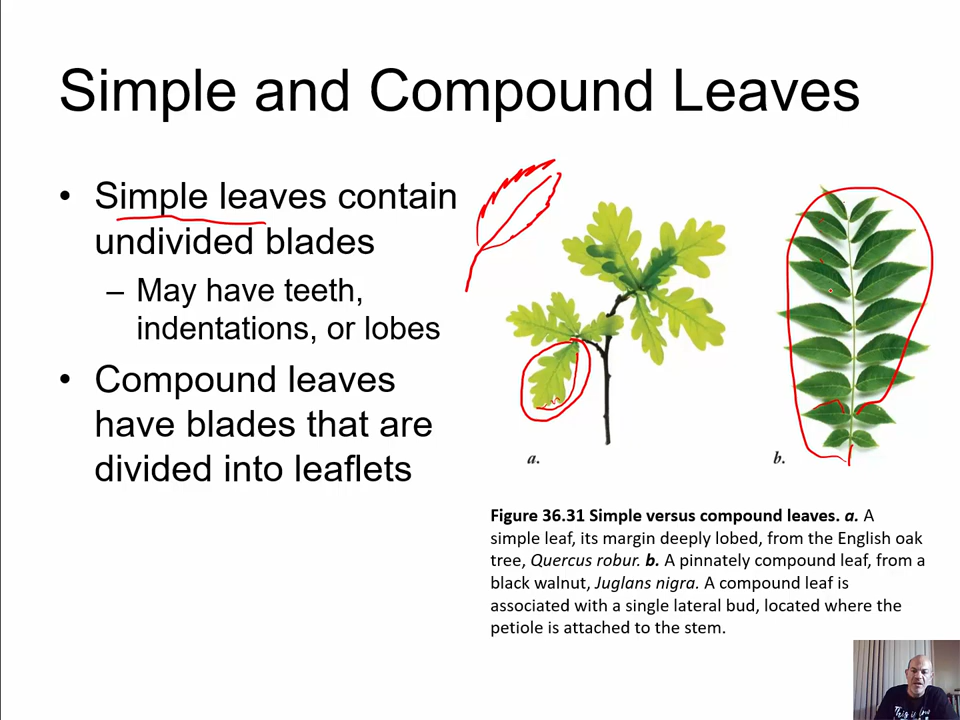 Simple and Compound Leaves
• Simple leaves contain
undivided blades
– May have teeth,
indentations, or lobes
• Compound leaves
have blades that are
divided into leaflets
a.
b.
Figure 36.31 Simple versus compound leaves. a. A
simple leaf, its margin deeply lobed, from the English oak
tree, Quercus robur. b. A pinnately compound leaf, from a
black walnut, Juglans nigra. A compound leaf is
associated with a single lateral bud, located where the
petiole is attached to the stem.
This is